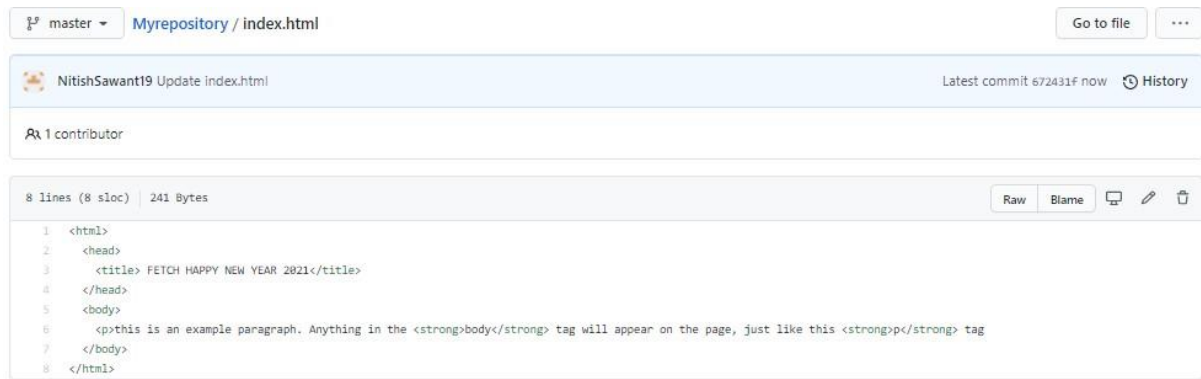 master Myrepository / index.html Go to file ...
NitishSawant19 Update index.html Latest commit 672431f now History
1 contributor
8 lines (8 sloc) 241 Bytes Raw Blame
1 <html>
2 <head>
3 <title> FETCH HAPPY NEW YEAR 2021</title>
4 </head>
5 <body>
6 <p>this is an example paragraph. Anything in the <strong>body</strong> tag will appear on the page, just like this <strong>p</strong> tag
7 </body>
8 </html>